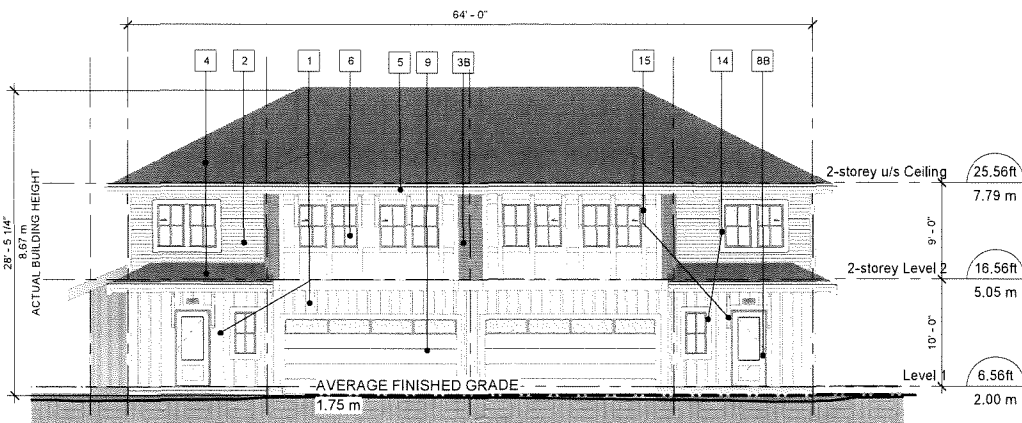 64' - 0"
4 2 1 6 5 9 3B 15 14 8B
28' - 5 1/4"
8.67 m
ACTUAL BUILDING HEIGHT
2-storey u/s Ceiling 25.56ft
7.79 m
9' - 0"
2-storey Level 2 16.56ft
5.05 m
10' - 0"
Level 1 6.56ft
2.00 m
AVERAGE FINISHED GRADE
1.75 m